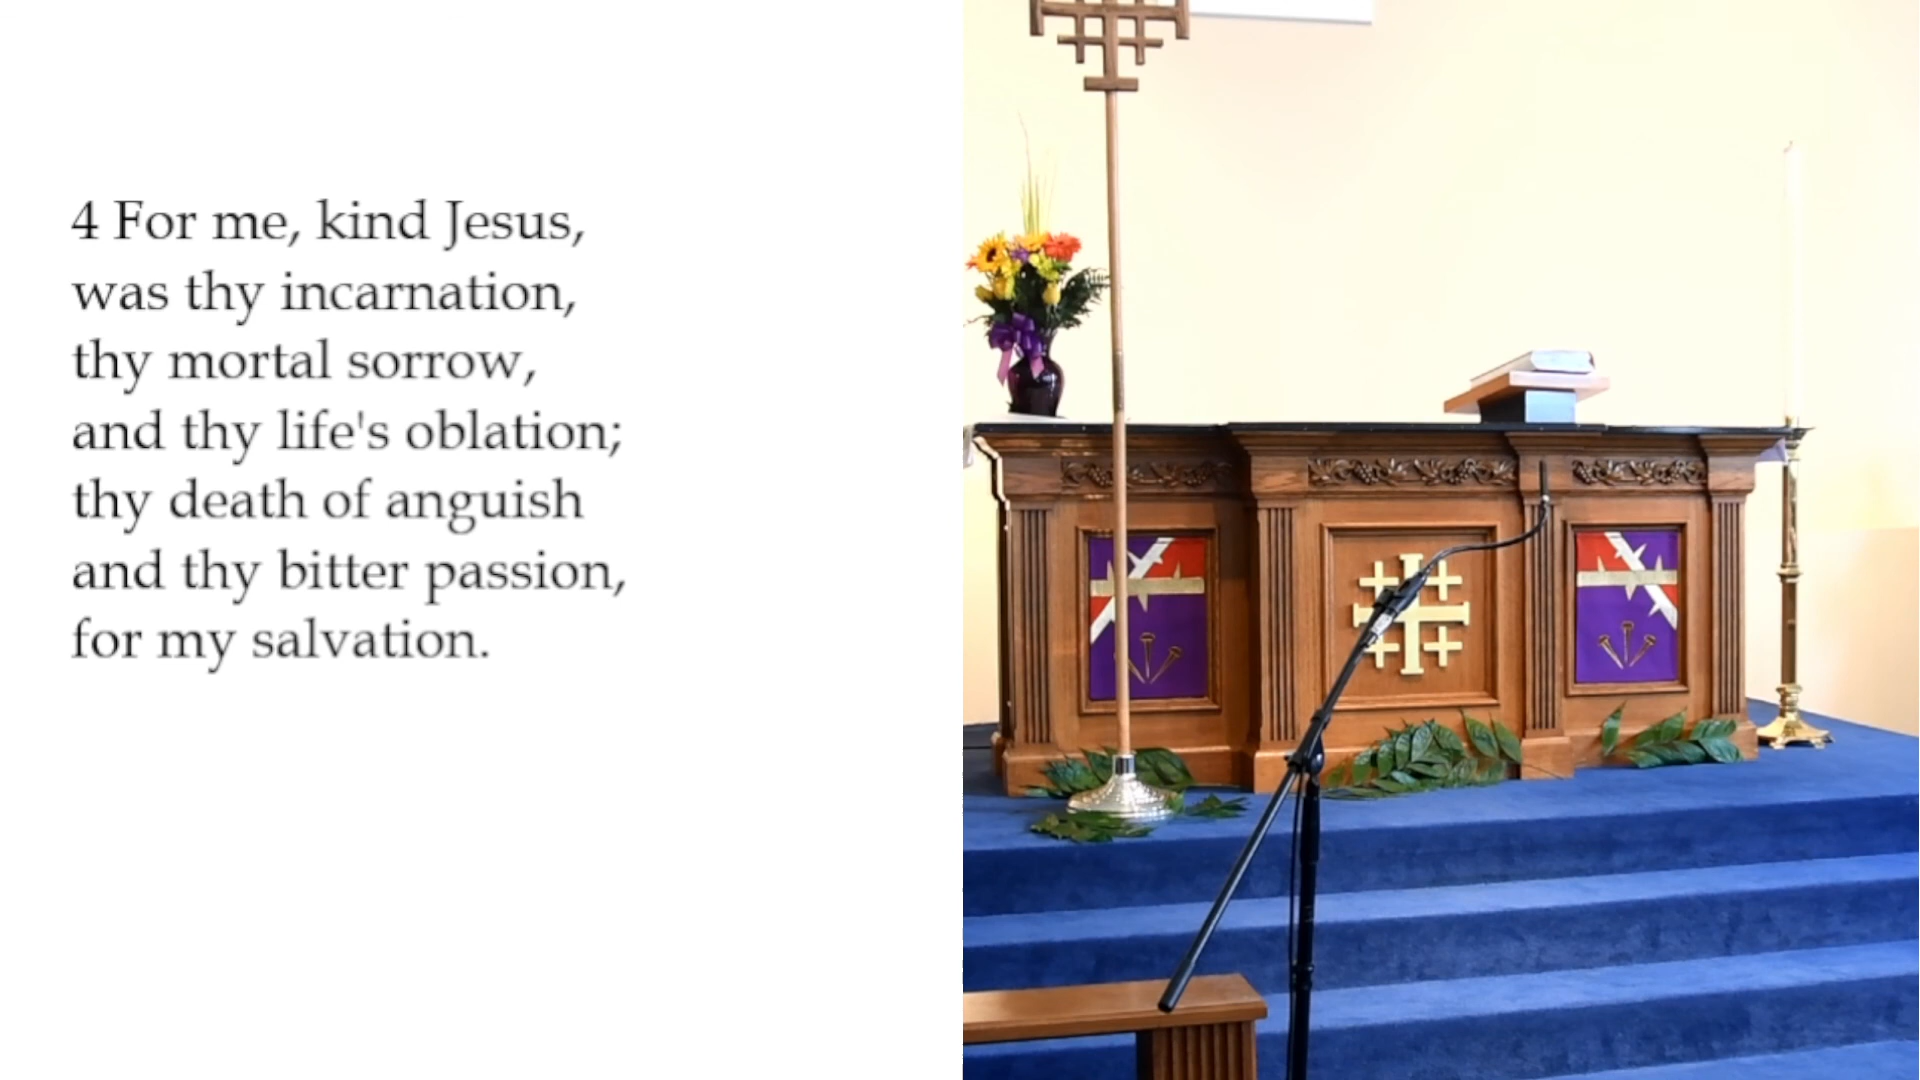 4 For me, kind Jesus,
was thy incarnation,
thy mortal sorrow,
and thy life's oblation;
thy death of anguish
and thy bitter passion,
for my salvation.